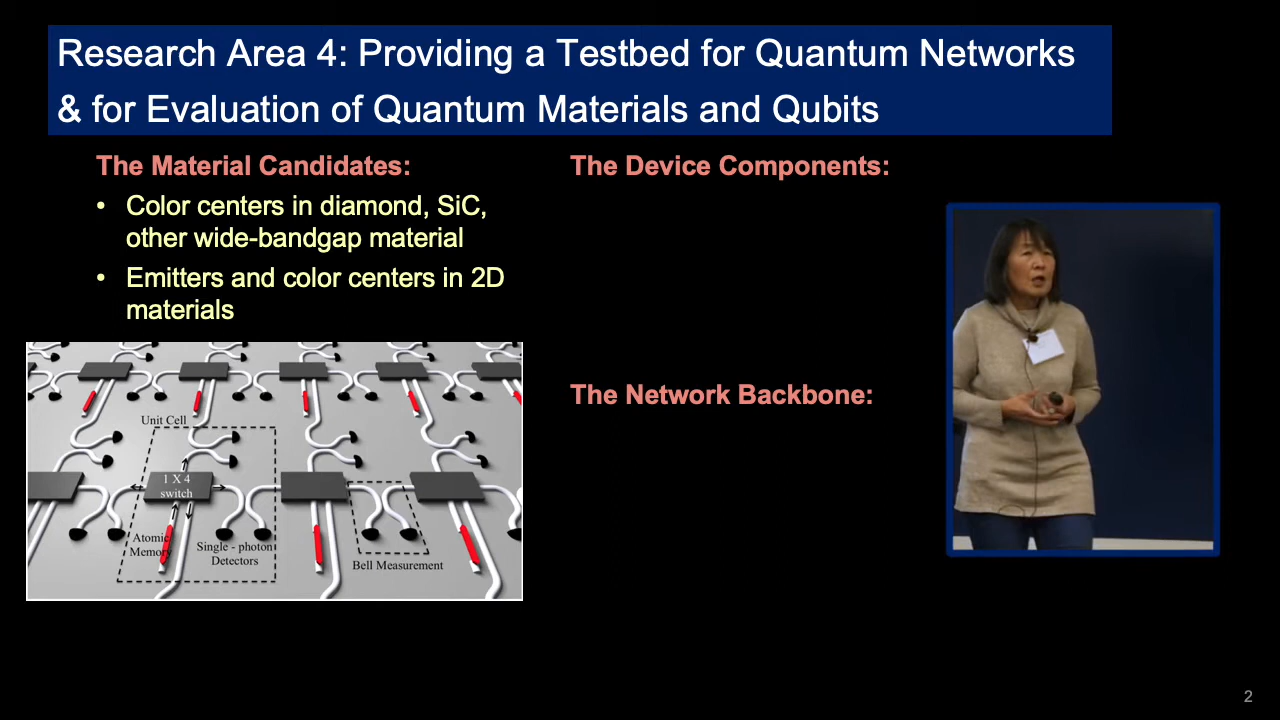 Research Area 4: Providing a Testbed for Quantum Networks
& for Evaluation of Quantum Materials and Qubits
The Material Candidates:
• Color centers in diamond, SiC,
other wide-bandgap material
• Emitters and color centers in 2D
materials
Unit Cell
1 X 4
switch
Atomic
Memory
Single - photon
Detectors
Bell Measurement
The Device Components:
The Network Backbone:
2